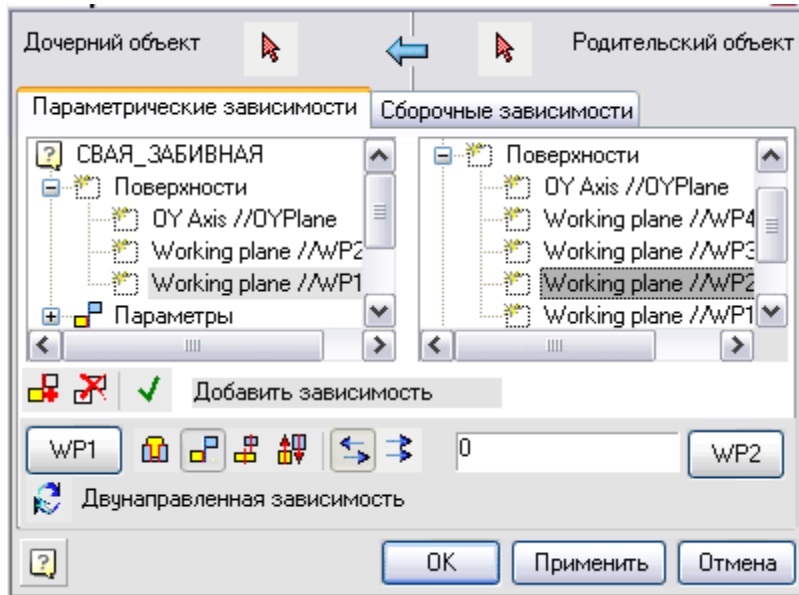 Дочерний объект
Родительский объект
Параметрические зависимости
Сборочные зависимости
СВАЯ_ЗАБИВНАЯ
Поверхности
OY Axis //OYPlane
Working plane //WP2
Working plane //WP1
Параметры
Поверхности
OY Axis //OYPlane
Working plane //WP4
Working plane //WP3
Working plane //WP2
Working plane //WP1
Добавить зависимость
WP1
0
WP2
Двунаправленная зависимость
OK
Применить
Отмена